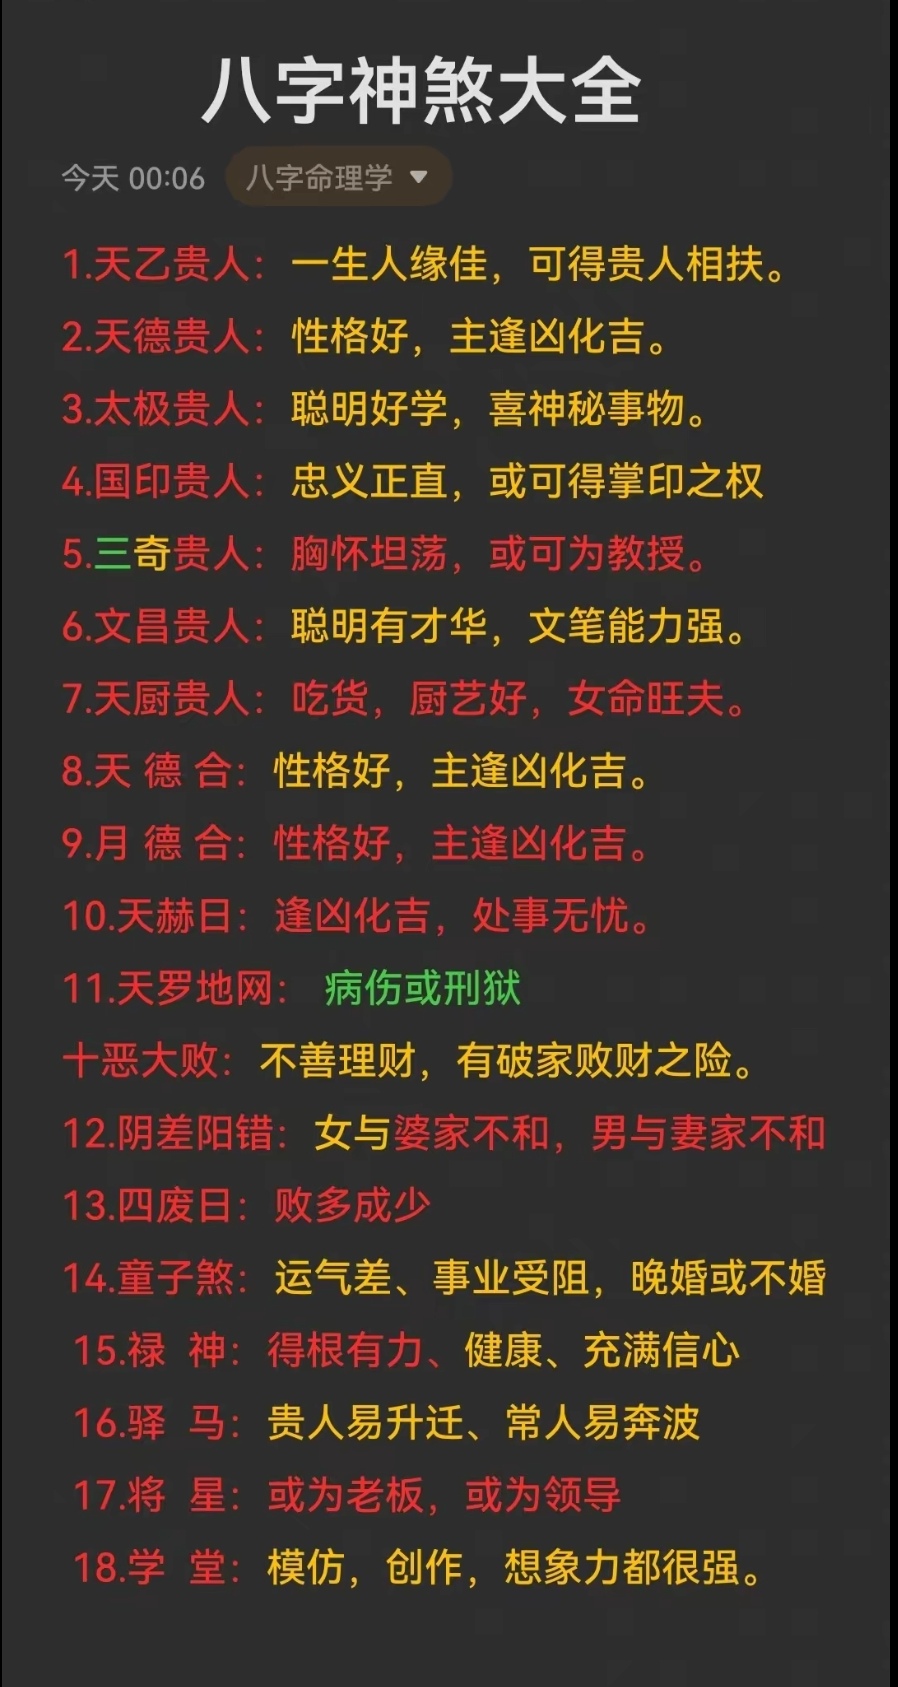 八字神煞大全
今天 00:06 八字命理学
1.天乙贵人：一生人缘佳，可得贵人相扶。
2.天德贵人：性格好，主逢凶化吉。
3.太极贵人：聪明好学，喜神秘事物。
4.国印贵人：忠义正直，或可得掌印之权
5.三奇贵人：胸怀坦荡，或可为教授。
6.文昌贵人：聪明有才华，文笔能力强。
7.天厨贵人：吃货，厨艺好，女命旺夫。
8.天 德 合：性格好，主逢凶化吉。
9.月 德 合：性格好，主逢凶化吉。
10.天赫日：逢凶化吉，处事无忧。
11.天罗地网： 病伤或刑狱
十恶大败：不善理财，有破家败财之险。
12.阴差阳错：女与婆家不和，男与妻家不和
13.四废日：败多成少
14.童子煞：运气差、事业受阻，晚婚或不婚
15.禄 神：得根有力、健康、充满信心
16.驿 马：贵人易升迁、常人易奔波
17.将 星：或为老板，或为领导
18.学 堂：模仿，创作，想象力都很强。